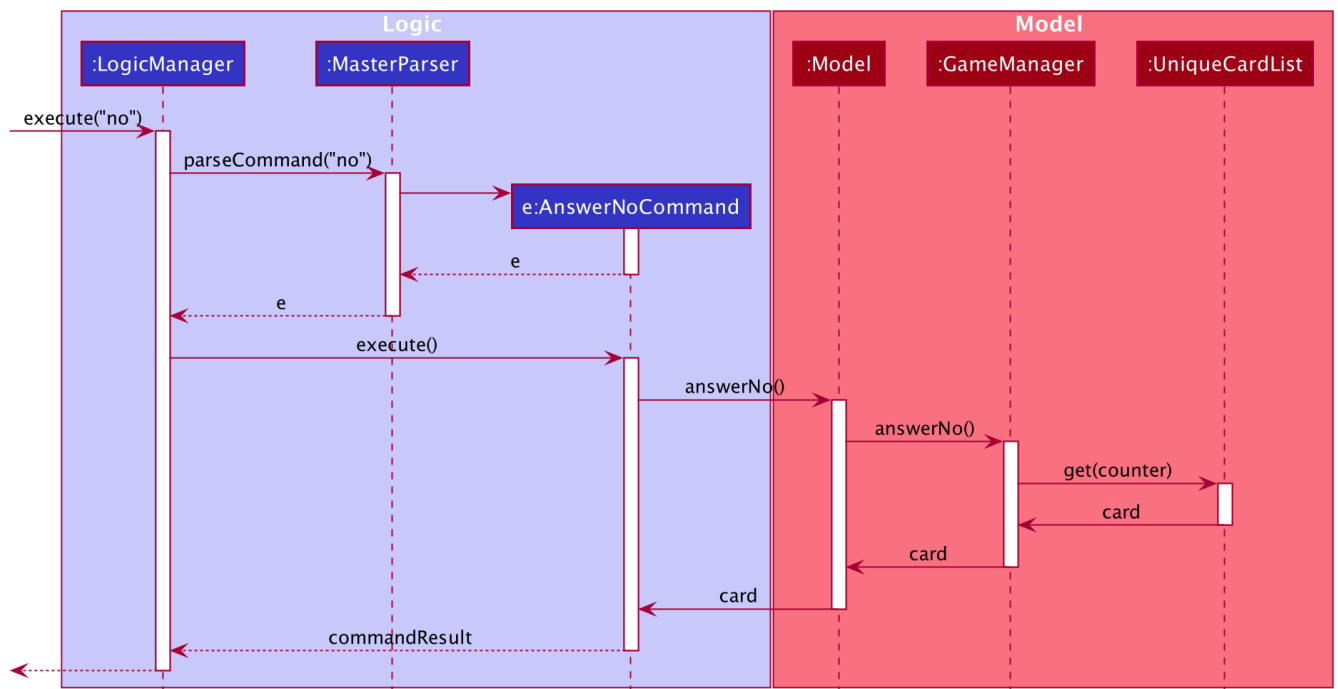 Logic
Model
:LogicManager
:MasterParser
:Model
:GameManager
:UniqueCardList
execute("no")
parseCommand("no")
e:AnswerNoCommand
e
e
execute()
answerNo()
answerNo()
get(counter)
card
card
card
commandResult